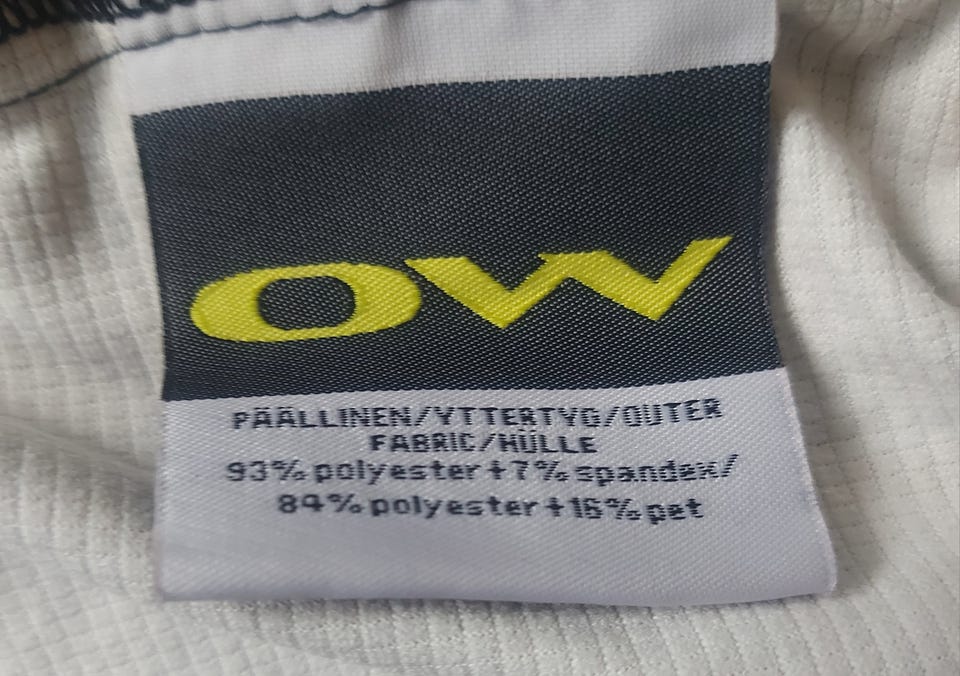 OW
PÄÄLLINEN/YTTERTYG/OUTER
FABRIC/HÜLLE
93% polyester+7% spandex/
84% polyester+16% pet